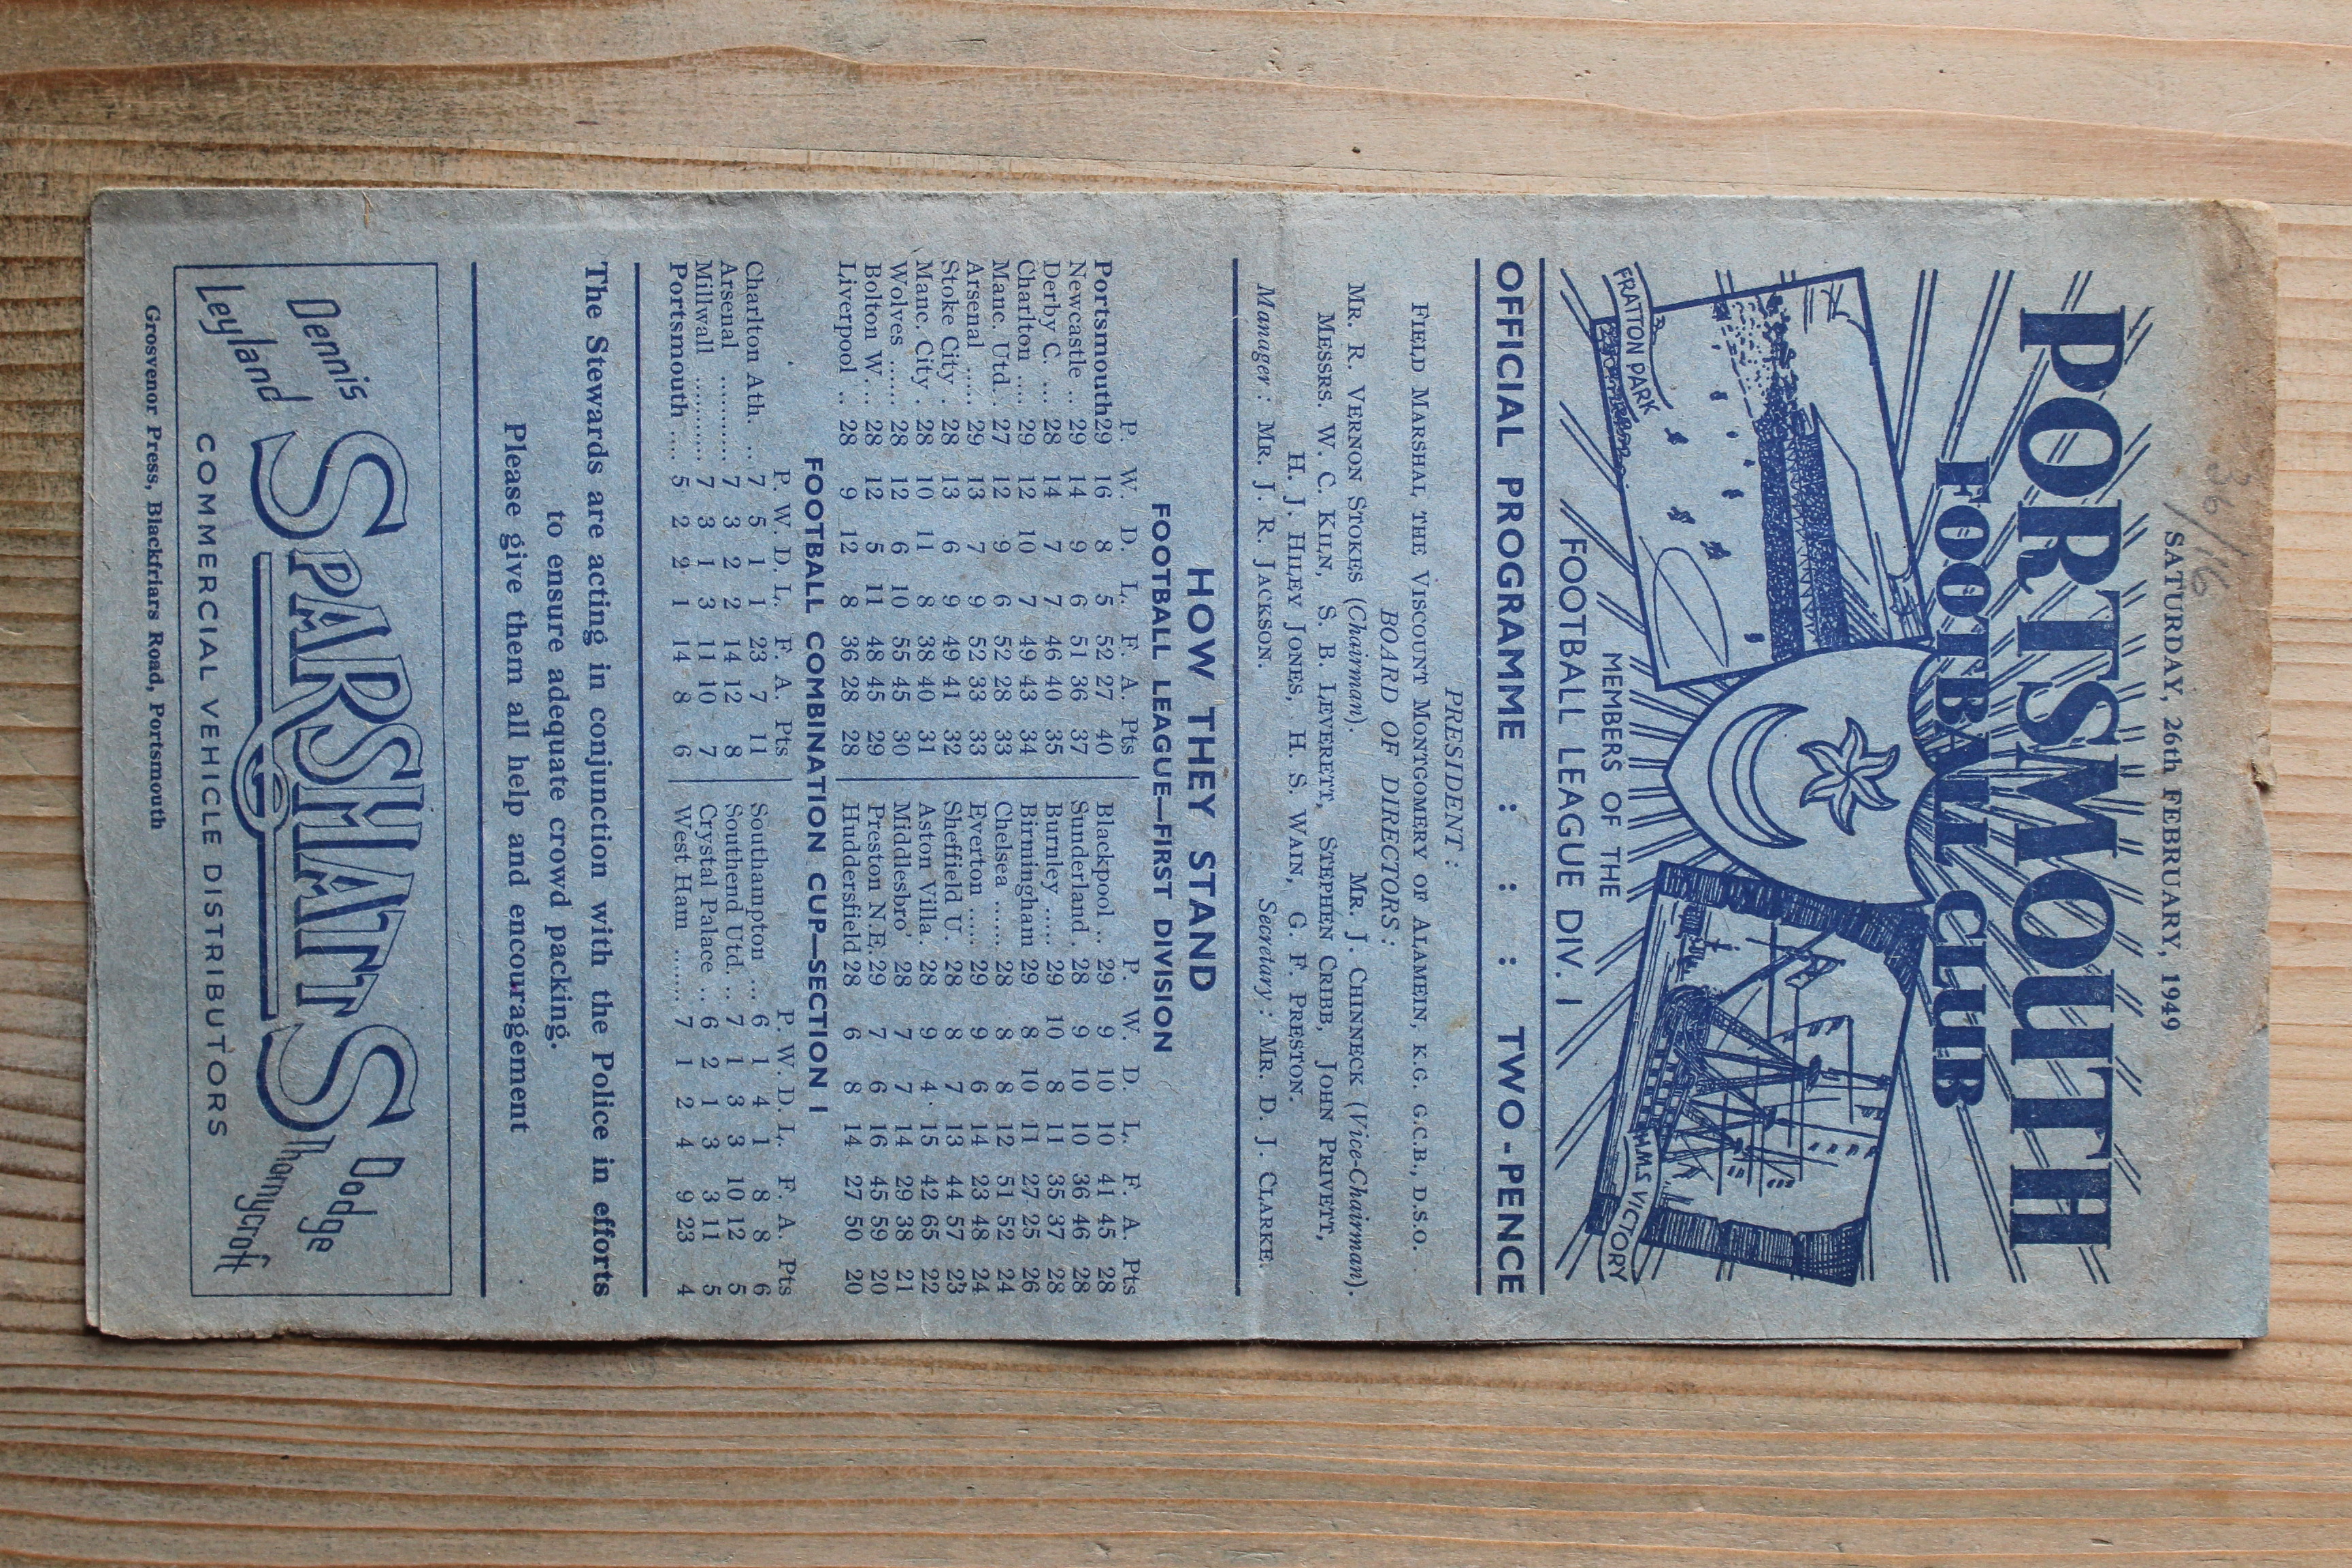 36/16
SATURDAY, 26th FEBRUARY, 1949
PORTSMOUTH
FOOTBALL CLUB
FRATTON PARK
H.M.S VICTORY
MEMBERS OF THE
FOOTBALL LEAGUE DIV. I
OFFICIAL PROGRAMME : : : TWO-PENCE
PRESIDENT :
FIELD MARSHAL THE VISCOUNT MONTGOMERY OF ALAMEIN, K.G. G.C.B., D.S.O.
BOARD OF DIRECTORS :
MR. R. VERNON STOKES (Chairman). MR. J. CHINNECK (Vice-Chairman).
MESSRS. W. C. KILN, S. B. LEVERETT, STEPHEN CRIBB, JOHN PRIVETT,
H. J. HILEY JONES, H. S. WAIN, G. F. PRESTON.
Manager : MR. J. R. JACKSON. Secretary : MR. D. J. CLARKE.
HOW THEY STAND
FOOTBALL LEAGUE—FIRST DIVISION
P. W. D. L. F. A. Pts P. W. D. L. F. A. Pts
Portsmouth 29 16 8 5 52 27 40 Blackpool .. 29 9 10 10 41 45 28
Newcastle .. 29 14 9 6 51 36 37 Sunderland . 28 9 10 10 36 46 28
Derby C. .... 28 14 7 7 46 40 35 Burnley ...... 29 10 8 11 35 37 28
Charlton ..... 29 12 10 7 49 43 34 Birmingham 29 8 10 11 27 25 26
Manc. Utd. . 27 12 9 6 52 28 33 Chelsea ....... 28 8 8 12 51 52 24
Arsenal ...... 29 13 7 9 52 33 33 Everton ...... 29 9 6 14 23 48 24
Stoke City . 28 13 6 9 49 41 32 Sheffield U. 28 8 7 13 44 57 23
Manc. City . 28 10 11 8 38 40 31 Aston Villa. 28 9 4 15 42 65 22
Wolves ....... 28 12 6 10 55 45 30 Middlesbro' 28 7 7 14 29 38 21
Bolton W. .. 28 12 5 11 48 45 29 Preston N.E. 29 7 6 16 45 59 20
Liverpool .. 28 9 12 8 36 28 28 Huddersfield 28 6 8 14 27 50 20
FOOTBALL COMBINATION CUP—SECTION I
P. W. D. L. F. A. Pts P. W. D. L. F. A. Pts
Charlton Ath. ... 7 5 1 1 23 7 11 Southampton ... 6 1 4 1 8 8 6
Arsenal .......... 7 3 2 2 14 12 8 Southend Utd. .. 7 1 3 3 10 12 5
Millwall .......... 7 3 1 3 11 10 7 Crystal Palace .. 6 2 1 3 3 11 5
Portsmouth ..... 5 2 2 1 14 8 6 West Ham ....... 7 1 2 4 9 23 4
The Stewards are acting in conjunction with the Police in efforts
to ensure adequate crowd packing.
Please give them all help and encouragement
Dennis Dodge
Leyland Thornycroft
SPARSHATTS
COMMERCIAL VEHICLE DISTRIBUTORS
Grosvenor Press, Blackfriars Road, Portsmouth